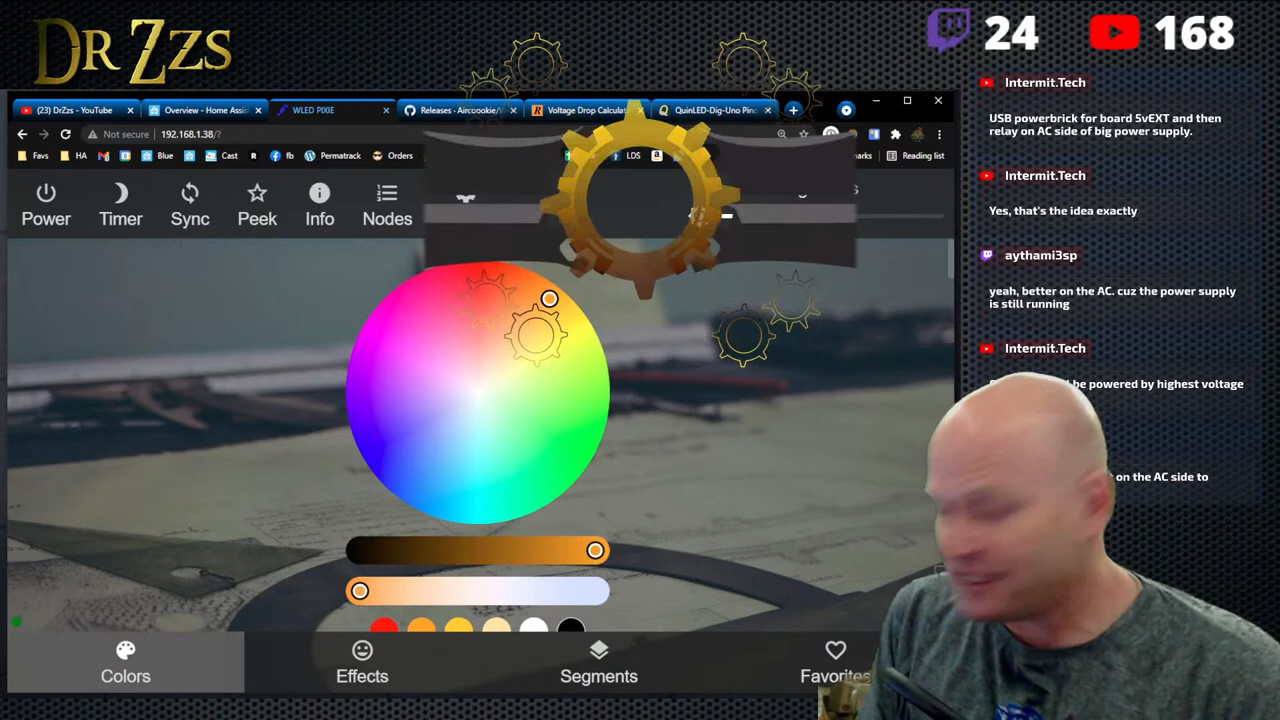 DR ZZS
24
168
(23) DrZzs - YouTube
Overview - Home Assis
WLED PIXIE
Releases · Aircookie/
Voltage Drop Calculat
QuinLED-Dig-Uno Pin
Not secure
192.168.1.38/?
Favs
HA
Blue
Cast
fb
Permatrack
Orders
LDS
Reading list
Power
Timer
Sync
Peek
Info
Nodes
Intermit.Tech
USB powerbrick for board 5vEXT and then
relay on AC side of big power supply.
Intermit.Tech
Yes, that's the idea exactly
aythami3sp
yeah, better on the AC. cuz the power supply
is still running
Intermit.Tech
be powered by highest voltage
on the AC side to
Colors
Effects
Segments
Favorites